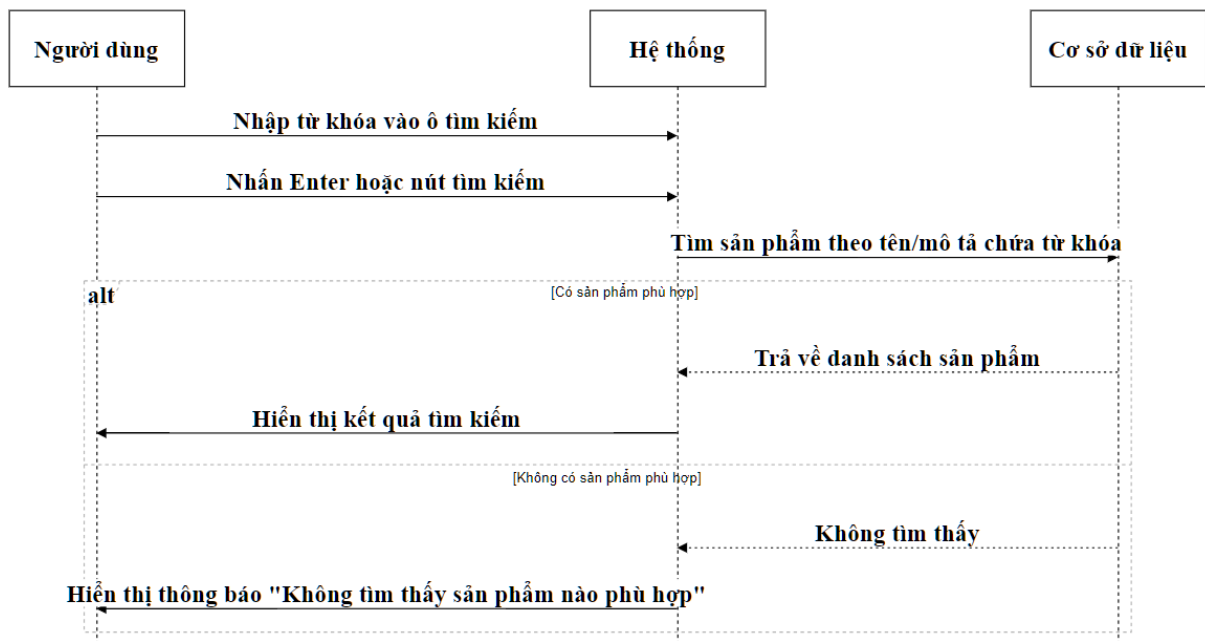 Người dùng
Hệ thống
Cơ sở dữ liệu
Nhập từ khóa vào ô tìm kiếm
Nhấn Enter hoặc nút tìm kiếm
Tìm sản phẩm theo tên/mô tả chứa từ khóa
alt
[Có sản phẩm phù hợp]
Trả về danh sách sản phẩm
Hiển thị kết quả tìm kiếm
[Không có sản phẩm phù hợp]
Không tìm thấy
Hiển thị thông báo "Không tìm thấy sản phẩm nào phù hợp"